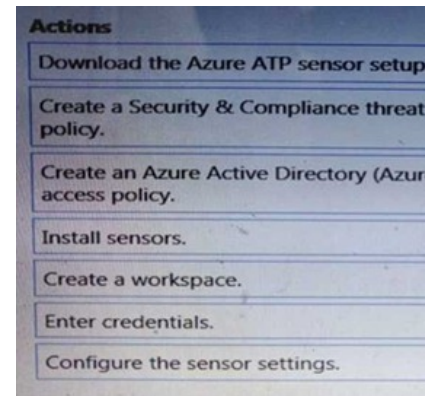 Actions
Download the Azure ATP sensor setup
Create a Security & Compliance threat
policy.
Create an Azure Active Directory (Azur
access policy.
Install sensors.
Create a workspace.
Enter credentials.
Configure the sensor settings.